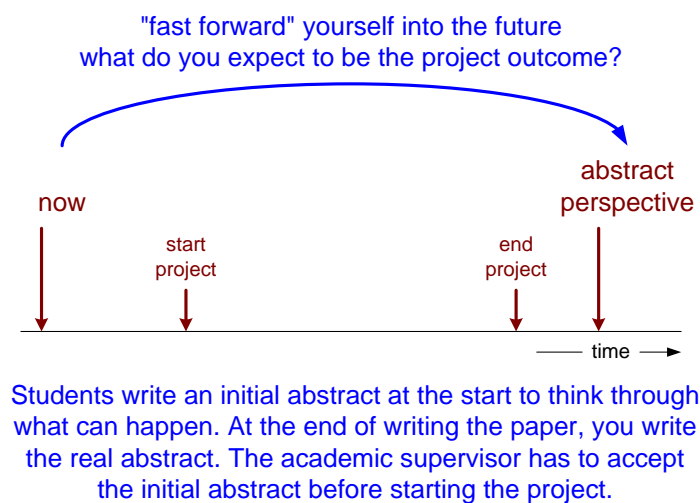 "fast forward" yourself into the future
what do you expect to be the project outcome?
abstract
perspective
now
start
project
end
project
time
Students write an initial abstract at the start to think through
what can happen. At the end of writing the paper, you write
the real abstract. The academic supervisor has to accept
the initial abstract before starting the project.